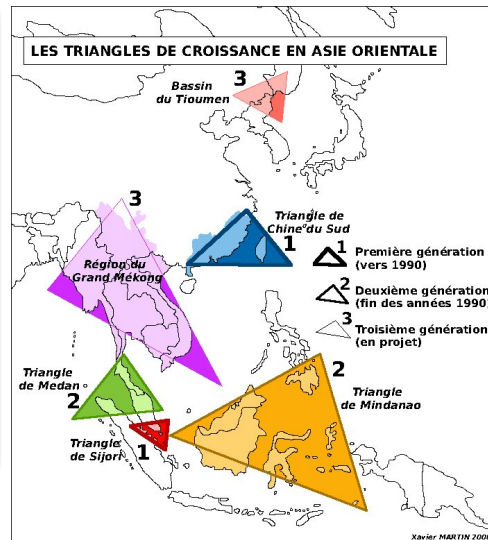 LES TRIANGLES DE CROISSANCE EN ASIE ORIENTALE
3
Bassin
du Tioumen
3
Triangle de
Chine du Sud
1
Région du
Grand Mékong
1
Première génération
(vers 1990)
2
Deuxième génération
(fin des années 1990)
3
Troisième génération
(en projet)
Triangle
de Medan
2
2
Triangle
de Mindanao
Triangle
de Sijori
1
Xavier MARTIN 2006